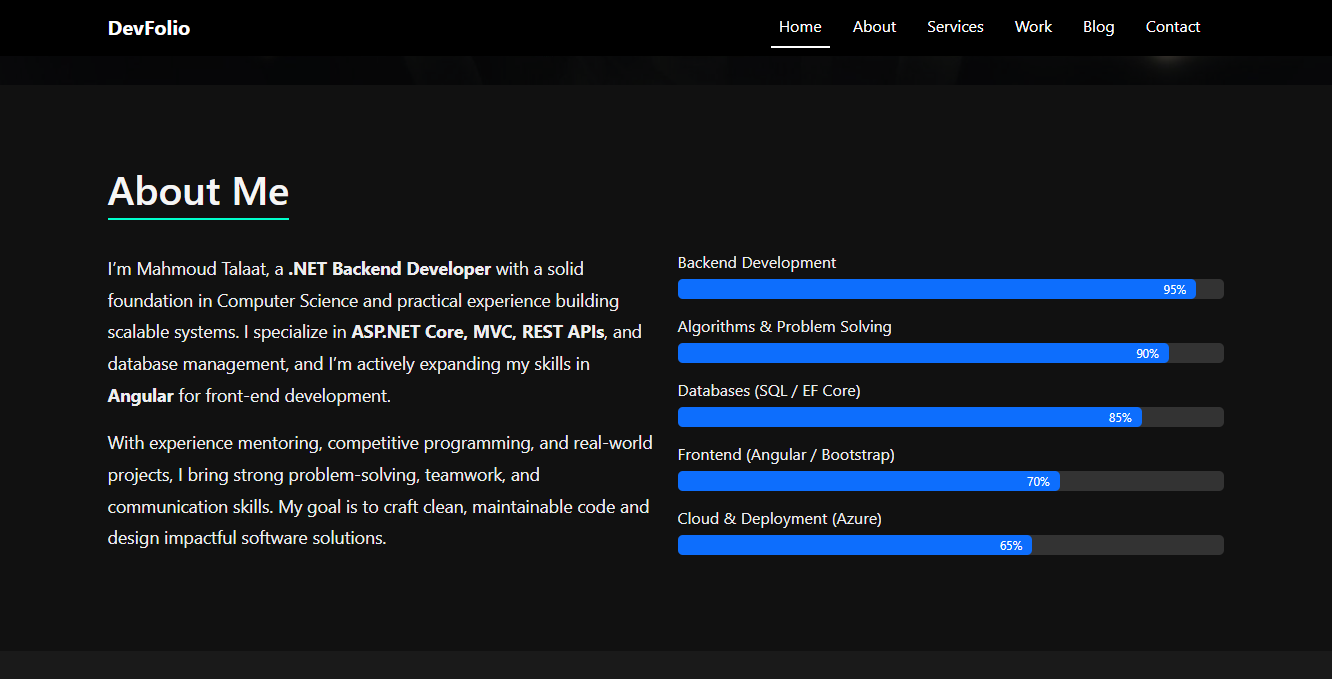 DevFolio
Home About Services Work Blog Contact
About Me
I’m Mahmoud Talaat, a .NET Backend Developer with a solid
foundation in Computer Science and practical experience building
scalable systems. I specialize in ASP.NET Core, MVC, REST APIs, and
database management, and I’m actively expanding my skills in
Angular for front-end development.
With experience mentoring, competitive programming, and real-world
projects, I bring strong problem-solving, teamwork, and
communication skills. My goal is to craft clean, maintainable code and
design impactful software solutions.
Backend Development
95%
Algorithms & Problem Solving
90%
Databases (SQL / EF Core)
85%
Frontend (Angular / Bootstrap)
70%
Cloud & Deployment (Azure)
65%